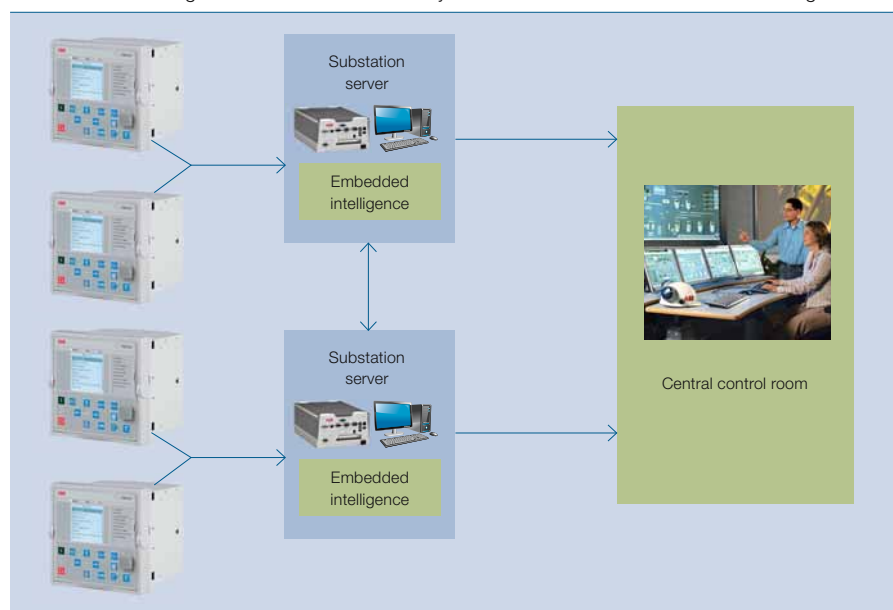 Substation
server
Embedded
intelligence
Substation
server
Embedded
intelligence
Central control room